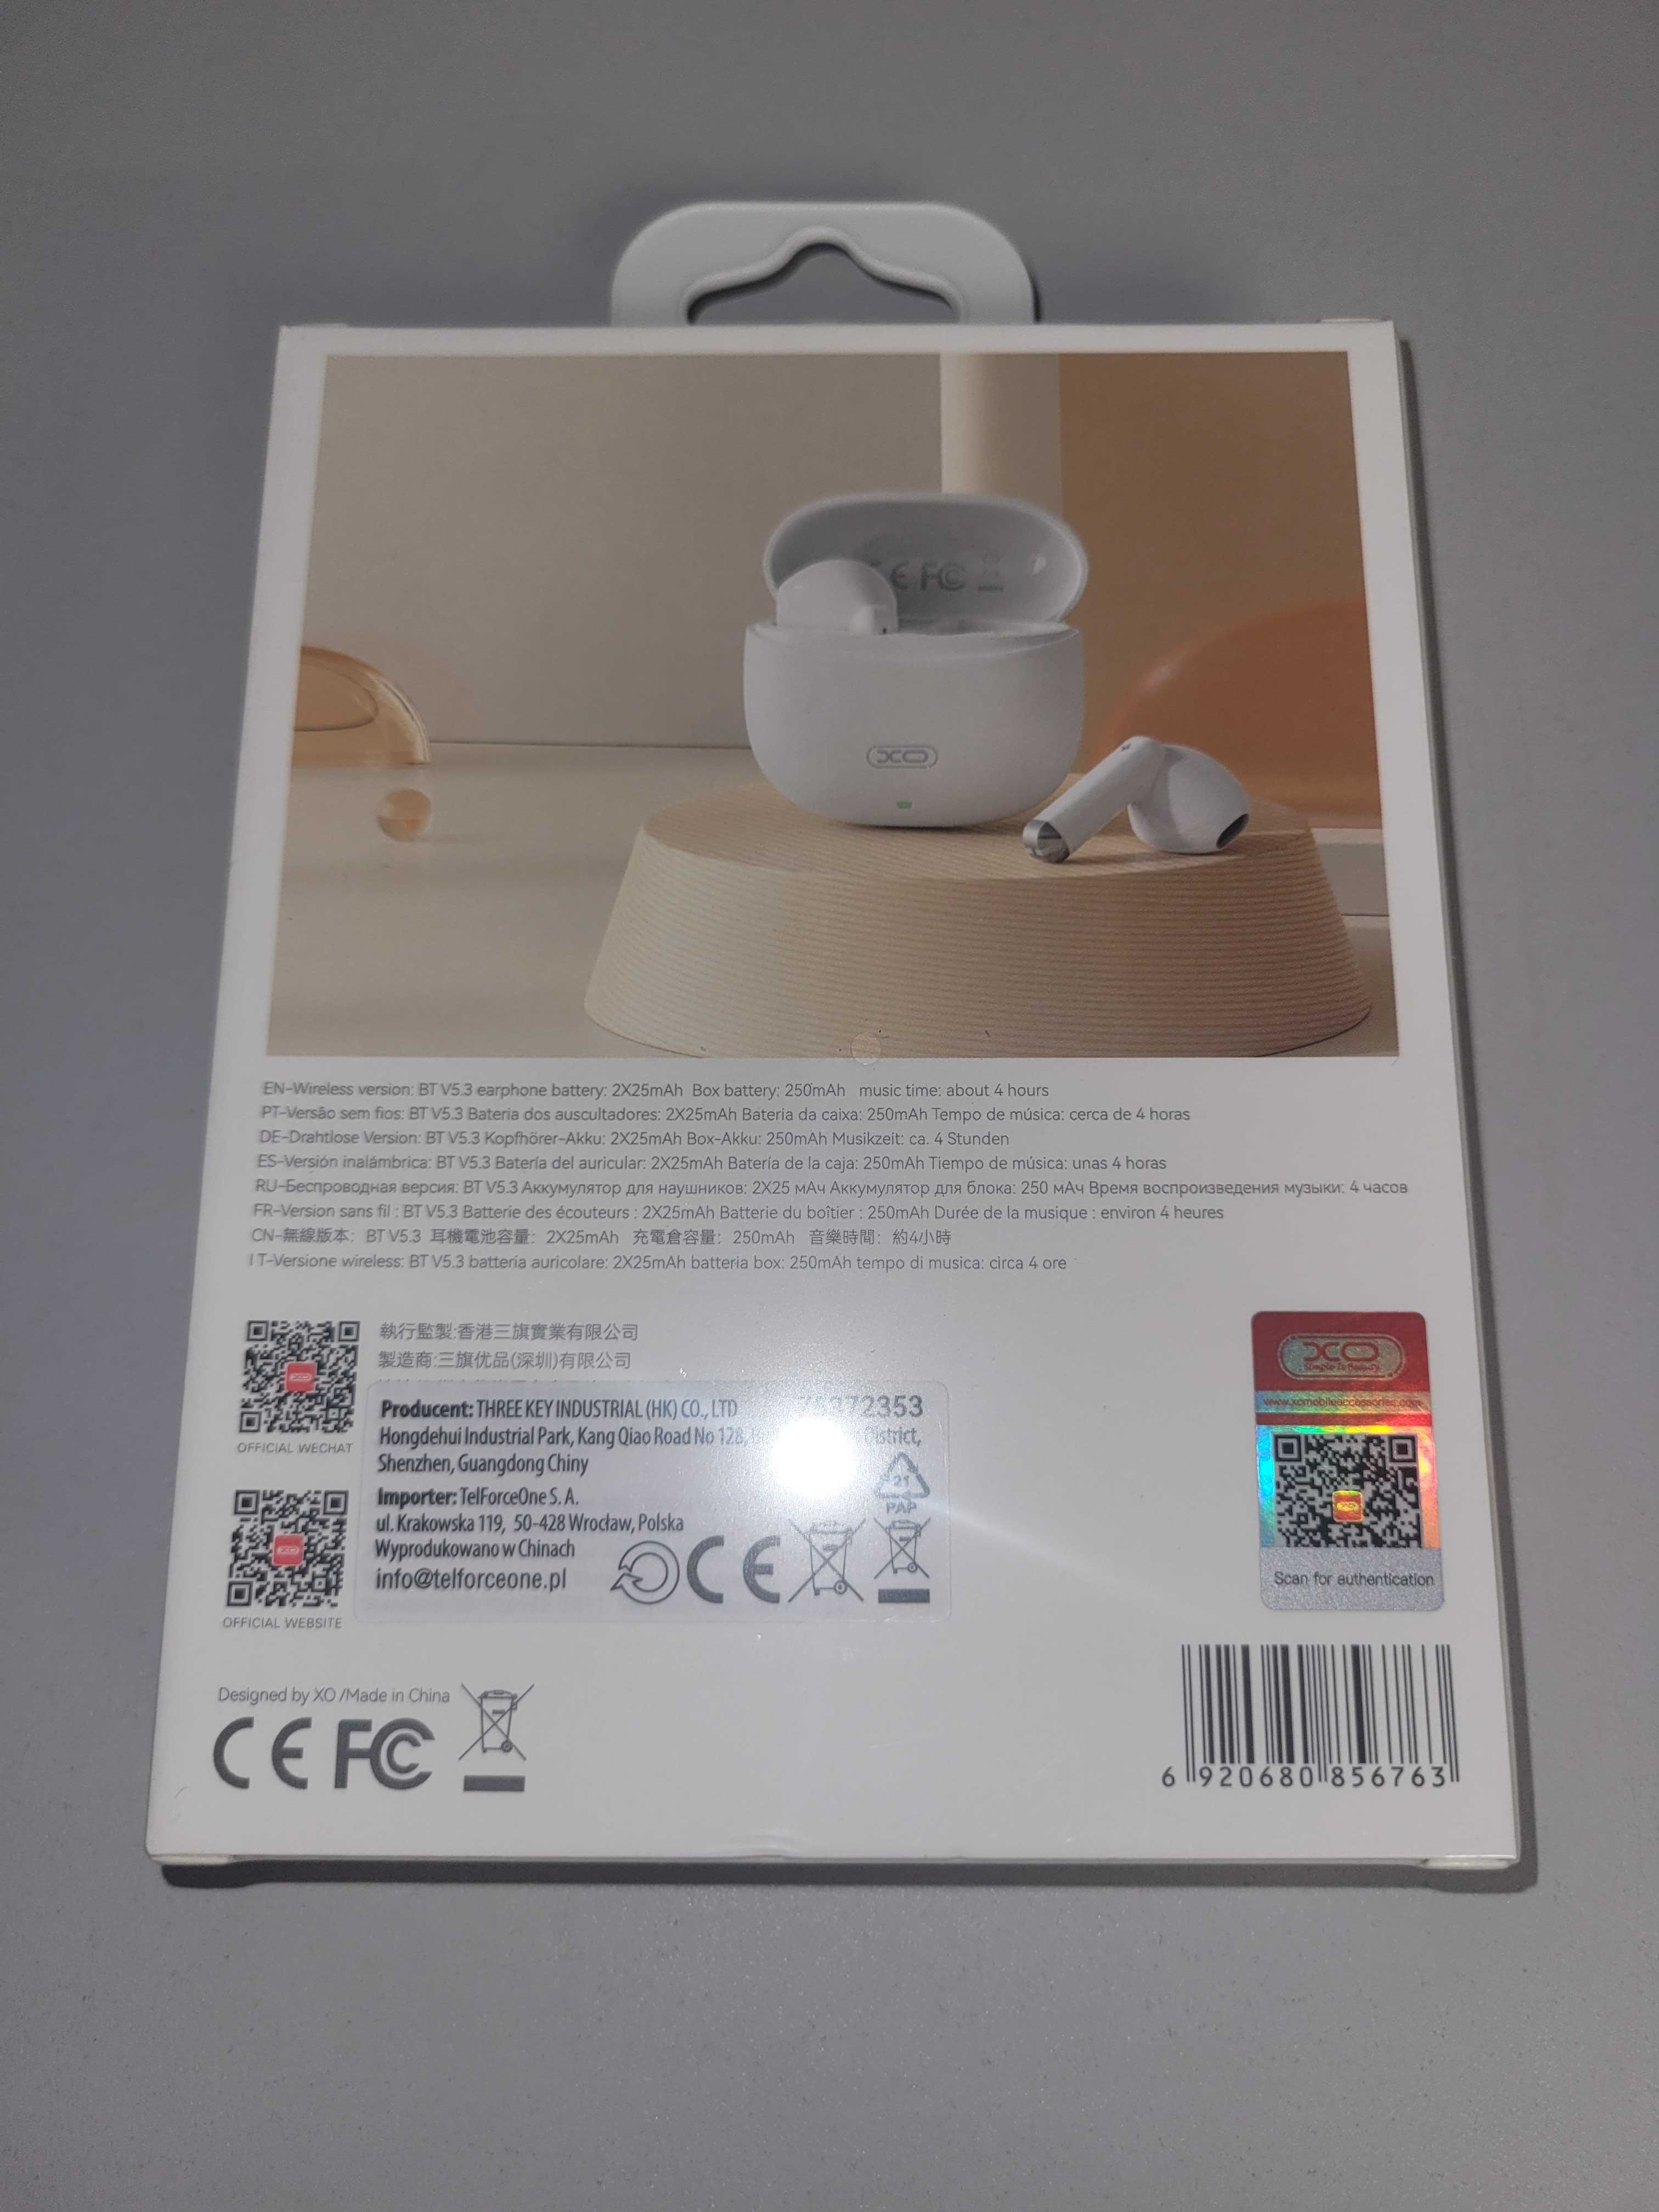 CE FC
XO
EN-Wireless version: BT V5.3 earphone battery: 2X25mAh Box battery: 250mAh music time: about 4 hours
PT-Versão sem fios: BT V5.3 Bateria dos auscultadores: 2X25mAh Bateria da caixa: 250mAh Tempo de música: cerca de 4 horas
DE-Drahtlose Version: BT V5.3 Kopfhörer-Akku: 2X25mAh Box-Akku: 250mAh Musikzeit: ca. 4 Stunden
ES-Versión inalámbrica: BT V5.3 Batería del auricular: 2X25mAh Batería de la caja: 250mAh Tiempo de música: unas 4 horas
RU-Беспроводная версия: BT V5.3 Аккумулятор для наушников: 2X25 мАч Аккумулятор для блока: 250 мАч Время воспроизведения музыки: 4 часов
FR-Version sans fil : BT V5.3 Batterie des écouteurs : 2X25mAh Batterie du boîtier : 250mAh Durée de la musique : environ 4 heures
CN-無線版本: BT V5.3 耳機電池容量: 2X25mAh 充電倉容量: 250mAh 音樂時間: 約4小時
IT-Versione wireless: BT V5.3 batteria auricolare: 2X25mAh batteria box: 250mAh tempo di musica: circa 4 ore
OFFICIAL WECHAT
OFFICIAL WEBSITE
執行監製:香港三旗實業有限公司
製造商:三旗优品(深圳)有限公司
Producent: THREE KEY INDUSTRIAL (HK) CO., LTD
72353
Hongdehui Industrial Park, Kang Qiao Road No 128, District,
Shenzhen, Guangdong Chiny
Importer: TelForceOne S. A.
ul. Krakowska 119, 50-428 Wrocław, Polska
Wyprodukowano w Chinach
info@telforceone.pl
21
PAP
CE
XO
Simple Is Beauty
www.xomobileaccessories.com
Scan for authentication
Designed by XO /Made in China
CE FC
6 920680 856763